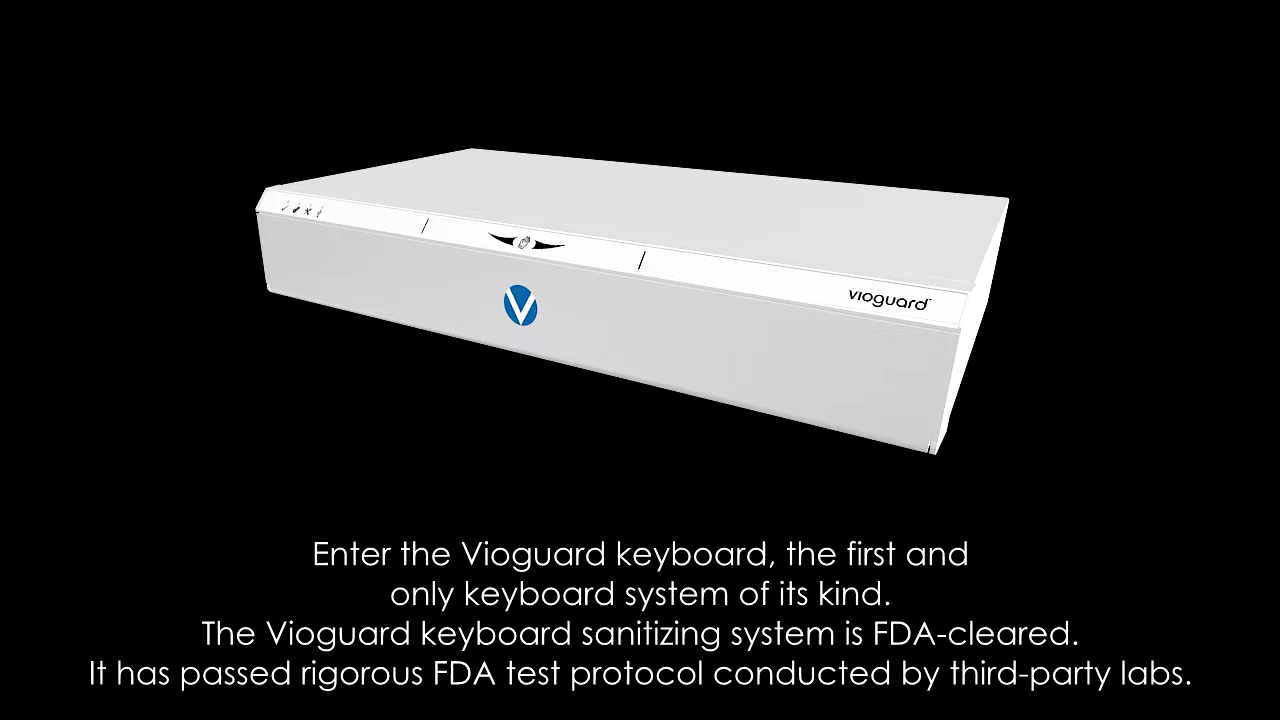 vioguard
Enter the Vioguard keyboard, the first and
only keyboard system of its kind.
The Vioguard keyboard sanitizing system is FDA-cleared.
It has passed rigorous FDA test protocol conducted by third-party labs.